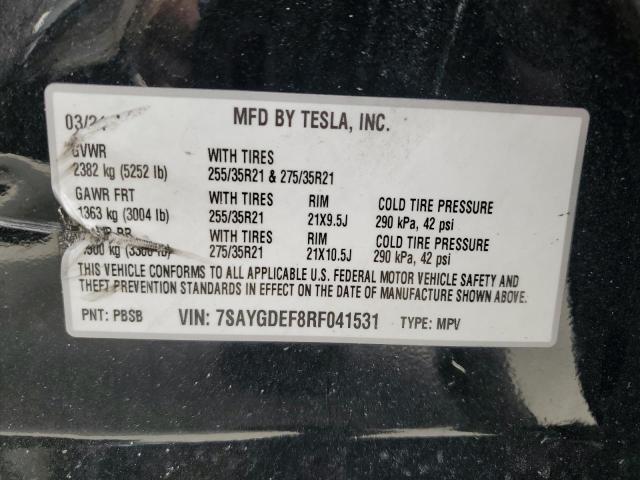 MFD BY TESLA, INC.
GVWR WITH TIRES
2382 kg (5252 lb) 255/35R21 & 275/35R21
GAWR FRT WITH TIRES RIM COLD TIRE PRESSURE
1363 kg (3004 lb) 255/35R21 21X9.5J 290 kPa, 42 psi
RR WITH TIRES RIM COLD TIRE PRESSURE
275/35R21 21X10.5J 290 kPa, 42 psi
THIS VEHICLE CONFORMS TO ALL APPLICABLE U.S. FEDERAL MOTOR VEHICLE SAFETY AND
THEFT PREVENTION STANDARDS IN EFFECT ON THE DATE OF MANUFACTURE SHOWN ABOVE.
PNT: PBSB VIN: 7SAYGDEF8RF041531 TYPE: MPV